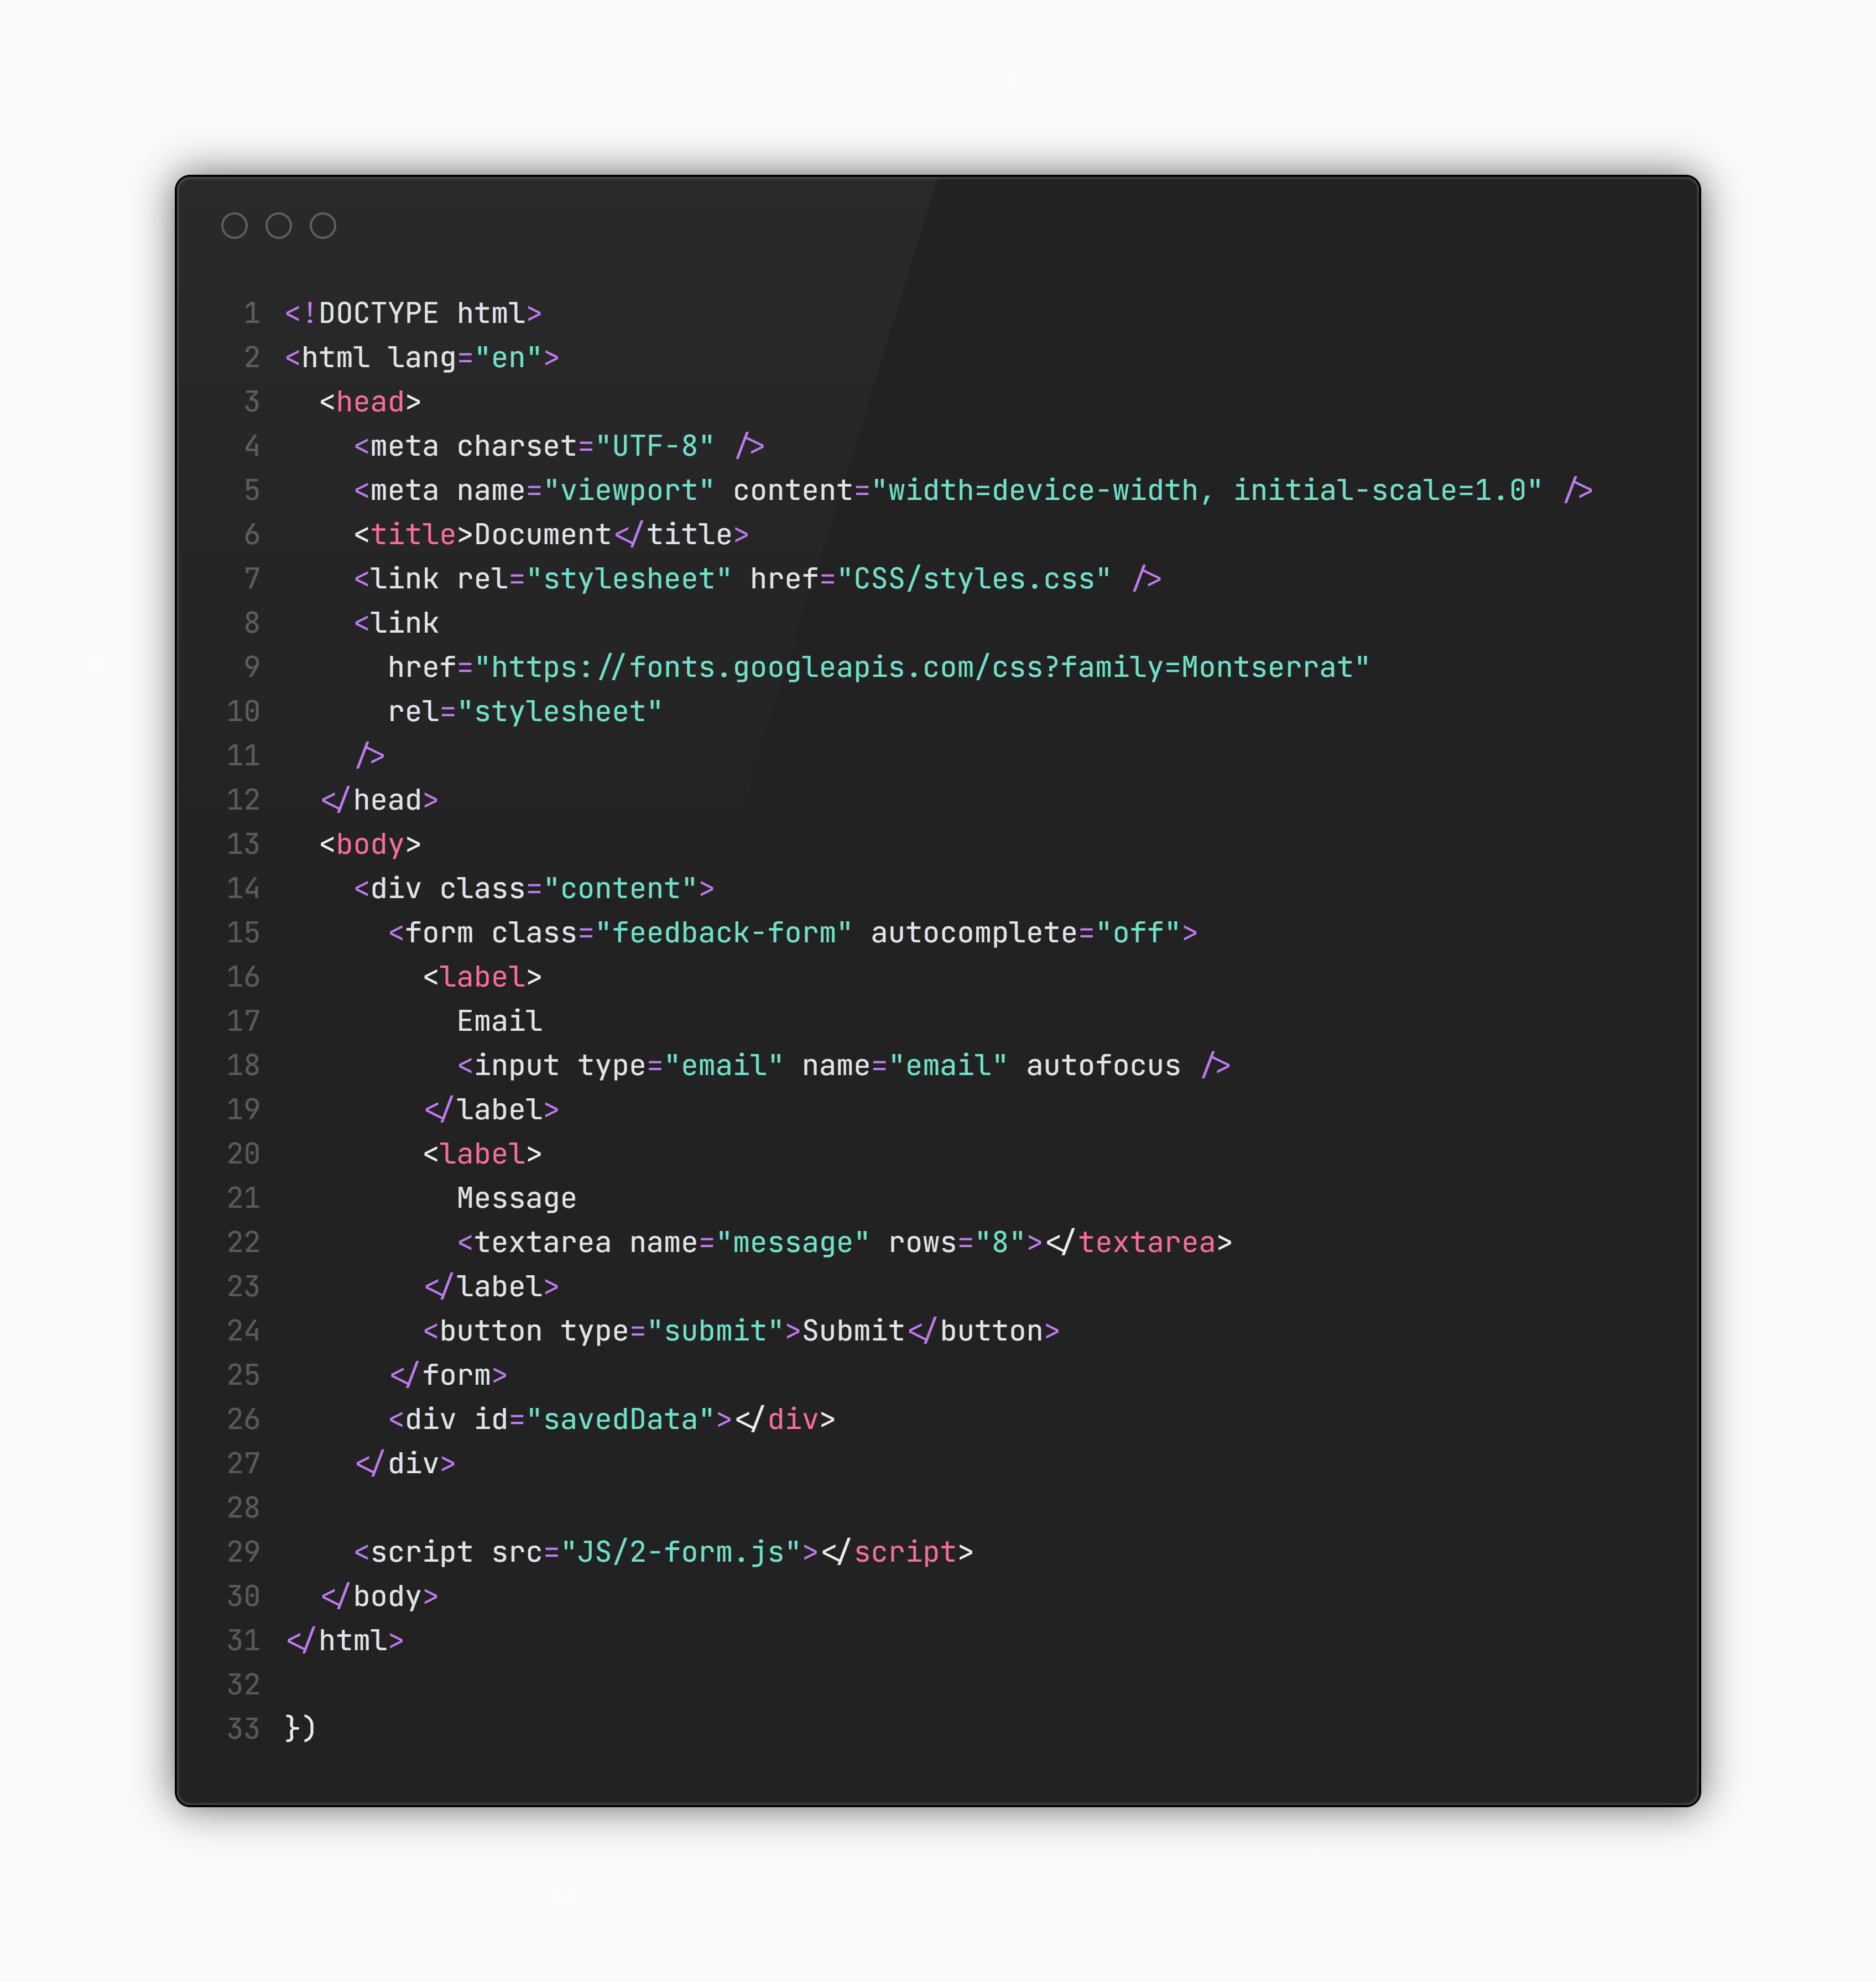 1 <!DOCTYPE html>
2 <html lang="en">
3   <head>
4     <meta charset="UTF-8" />
5     <meta name="viewport" content="width=device-width, initial-scale=1.0" />
6     <title>Document</title>
7     <link rel="stylesheet" href="CSS/styles.css" />
8     <link
9       href="https://fonts.googleapis.com/css?family=Montserrat"
10       rel="stylesheet"
11     />
12   </head>
13   <body>
14     <div class="content">
15       <form class="feedback-form" autocomplete="off">
16         <label>
17           Email
18           <input type="email" name="email" autofocus />
19         </label>
20         <label>
21           Message
22           <textarea name="message" rows="8"></textarea>
23         </label>
24         <button type="submit">Submit</button>
25       </form>
26       <div id="savedData"></div>
27     </div>
28
29     <script src="JS/2-form.js"></script>
30   </body>
31 </html>
32
33 })